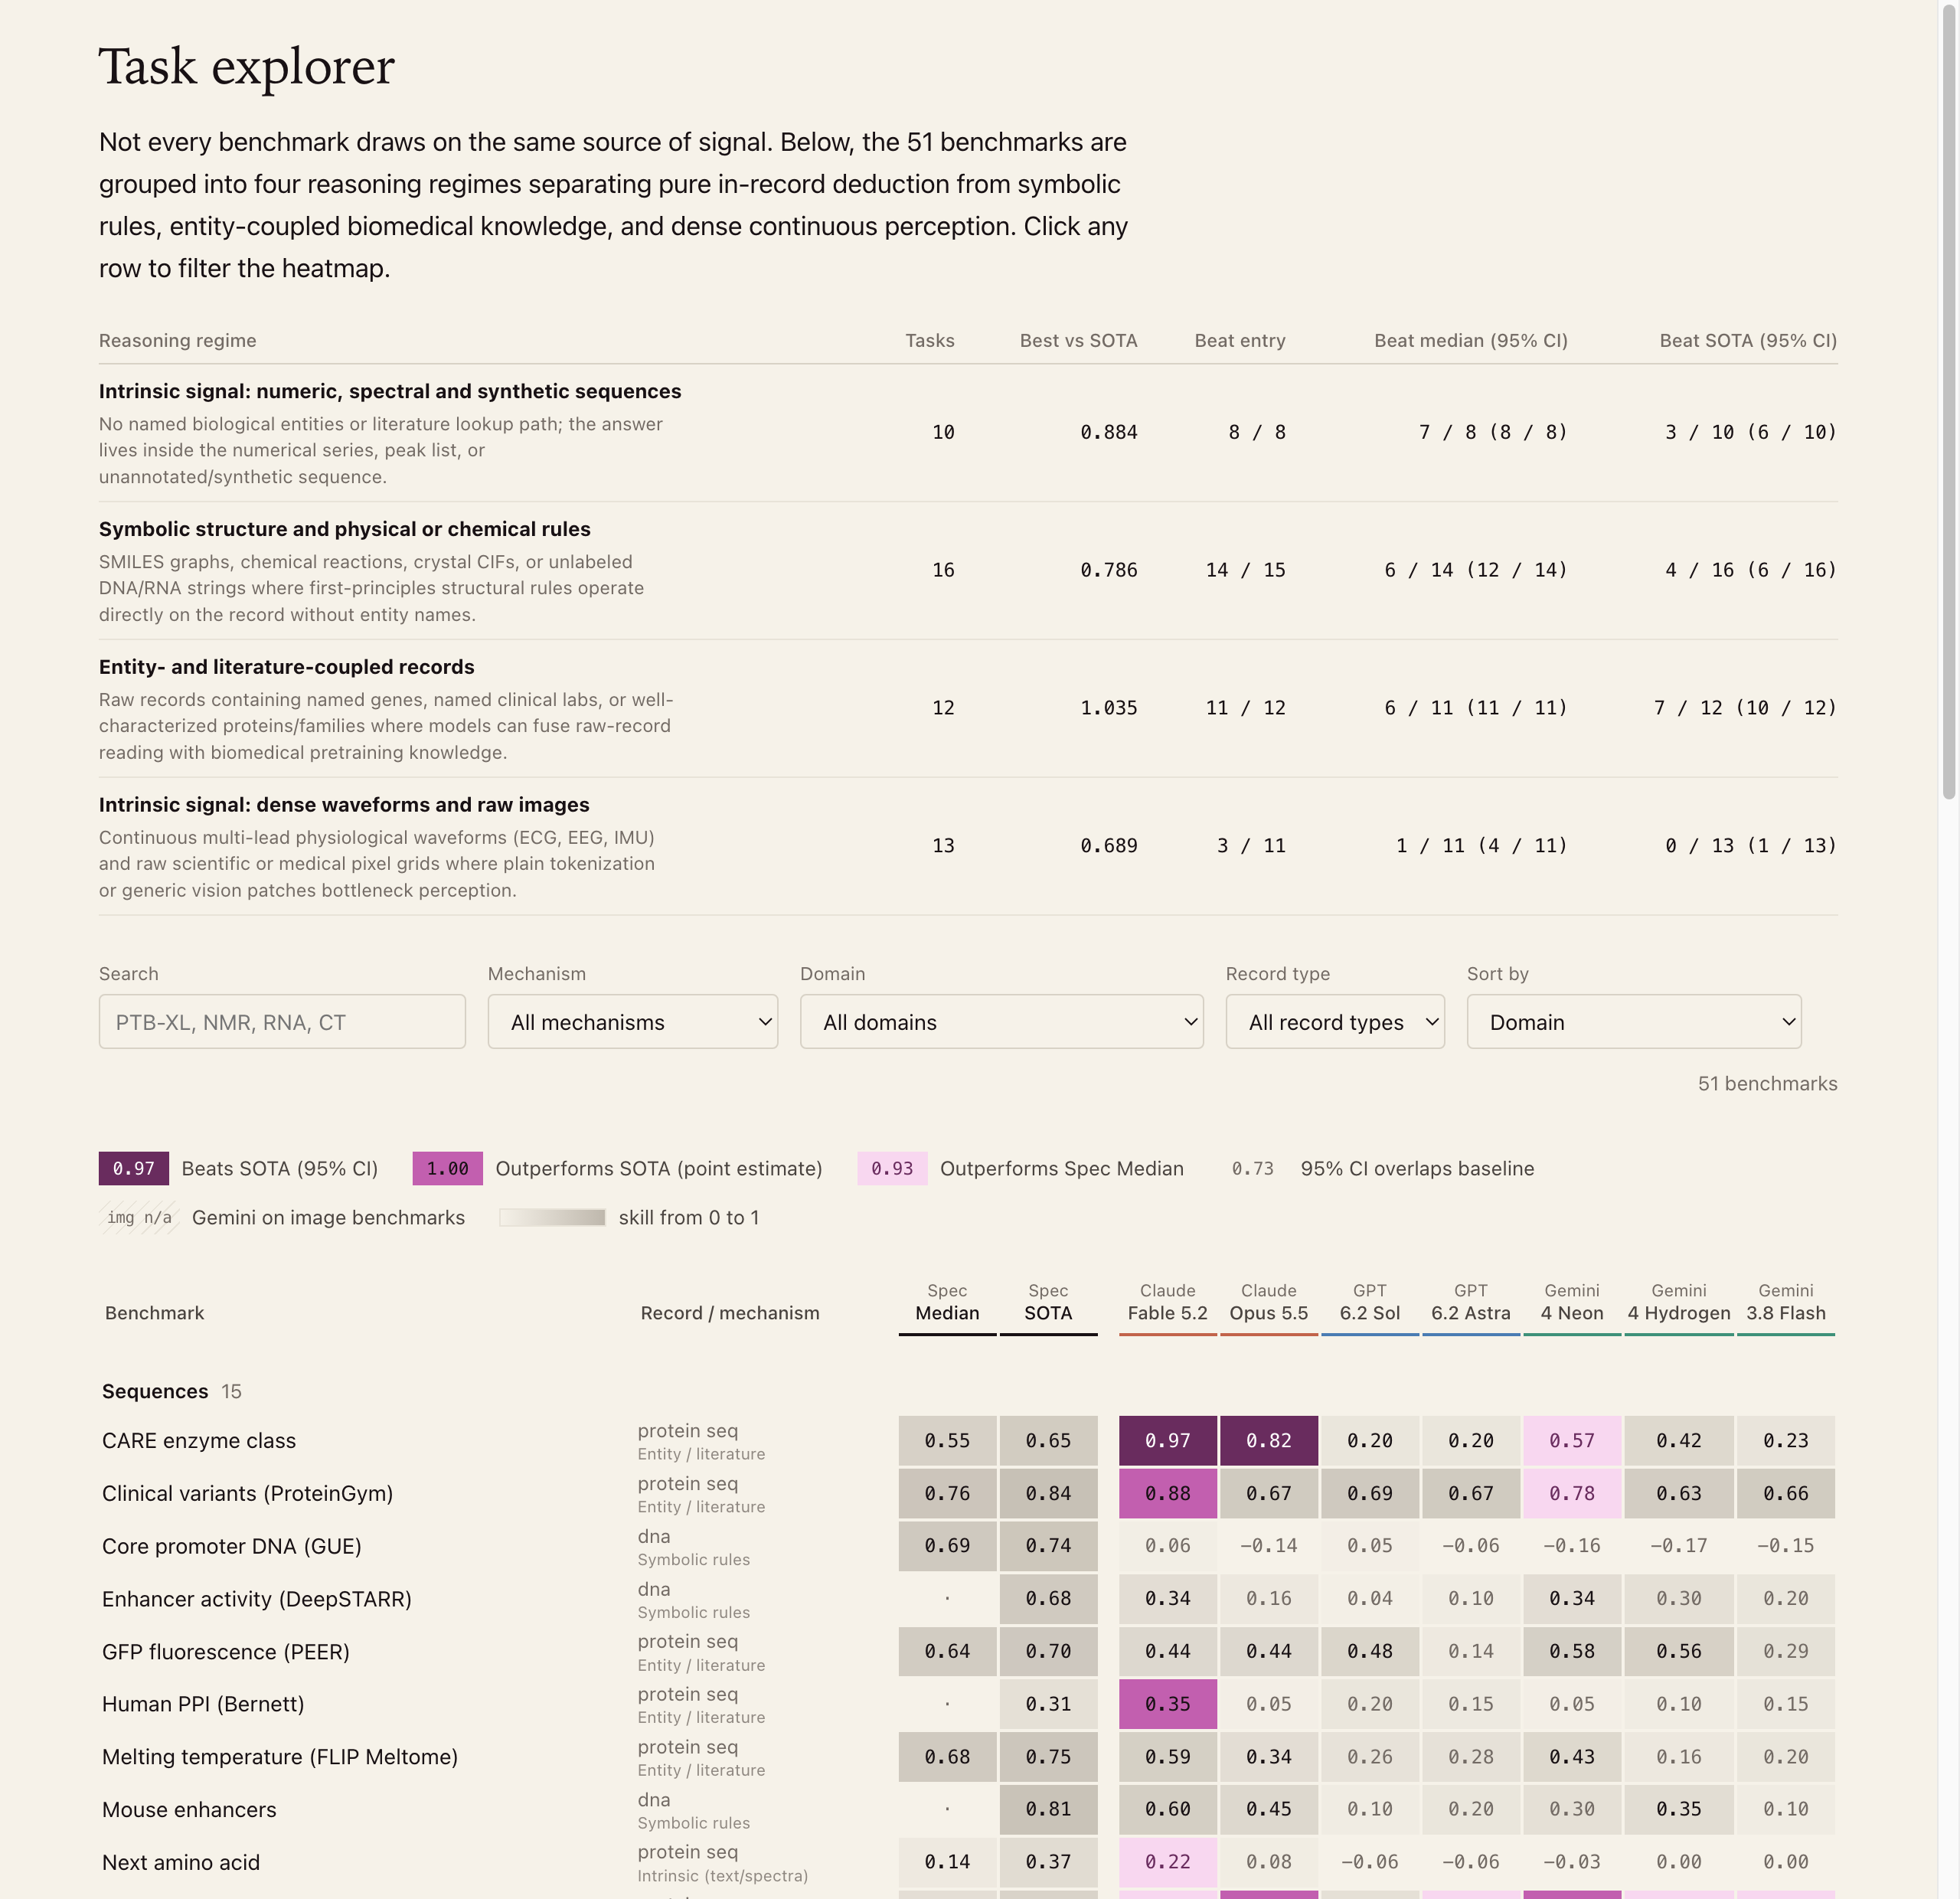 Task explorer
Not every benchmark draws on the same source of signal. Below, the 51 benchmarks are
grouped into four reasoning regimes separating pure in-record deduction from symbolic
rules, entity-coupled biomedical knowledge, and dense continuous perception. Click any
row to filter the heatmap.
Reasoning regime Tasks Best vs SOTA Beat entry Beat median (95% CI) Beat SOTA (95% CI)
Intrinsic signal: numeric, spectral and synthetic sequences
No named biological entities or literature lookup path; the answer
lives inside the numerical series, peak list, or
unannotated/synthetic sequence.
10 0.884 8 / 8 7 / 8 (8 / 8) 3 / 10 (6 / 10)
Symbolic structure and physical or chemical rules
SMILES graphs, chemical reactions, crystal CIFs, or unlabeled
DNA/RNA strings where first-principles structural rules operate
directly on the record without entity names.
16 0.786 14 / 15 6 / 14 (12 / 14) 4 / 16 (6 / 16)
Entity- and literature-coupled records
Raw records containing named genes, named clinical labs, or well-
characterized proteins/families where models can fuse raw-record
reading with biomedical pretraining knowledge.
12 1.035 11 / 12 6 / 11 (11 / 11) 7 / 12 (10 / 12)
Intrinsic signal: dense waveforms and raw images
Continuous multi-lead physiological waveforms (ECG, EEG, IMU)
and raw scientific or medical pixel grids where plain tokenization
or generic vision patches bottleneck perception.
13 0.689 3 / 11 1 / 11 (4 / 11) 0 / 13 (1 / 13)
Search Mechanism Domain Record type Sort by
PTB-XL, NMR, RNA, CT All mechanisms All domains All record types Domain
51 benchmarks
0.97 Beats SOTA (95% CI) 1.00 Outperforms SOTA (point estimate) 0.93 Outperforms Spec Median 0.73 95% CI overlaps baseline
img n/a Gemini on image benchmarks skill from 0 to 1
Spec Spec Claude Claude GPT GPT Gemini Gemini Gemini
Benchmark Record / mechanism Median SOTA Fable 5.2 Opus 5.5 6.2 Sol 6.2 Astra 4 Neon 4 Hydrogen 3.8 Flash
Sequences 15
CARE enzyme class protein seq 0.55 0.65 0.97 0.82 0.20 0.20 0.57 0.42 0.23
Entity / literature
Clinical variants (ProteinGym) protein seq 0.76 0.84 0.88 0.67 0.69 0.67 0.78 0.63 0.66
Entity / literature
Core promoter DNA (GUE) dna 0.69 0.74 0.06 −0.14 0.05 −0.06 −0.16 −0.17 −0.15
Symbolic rules
Enhancer activity (DeepSTARR) dna · 0.68 0.34 0.16 0.04 0.10 0.34 0.30 0.20
Symbolic rules
GFP fluorescence (PEER) protein seq 0.64 0.70 0.44 0.44 0.48 0.14 0.58 0.56 0.29
Entity / literature
Human PPI (Bernett) protein seq · 0.31 0.35 0.05 0.20 0.15 0.05 0.10 0.15
Entity / literature
Melting temperature (FLIP Meltome) protein seq 0.68 0.75 0.59 0.34 0.26 0.28 0.43 0.16 0.20
Entity / literature
Mouse enhancers dna · 0.81 0.60 0.45 0.10 0.20 0.30 0.35 0.10
Symbolic rules
Next amino acid protein seq 0.14 0.37 0.22 0.08 −0.06 −0.06 −0.03 0.00 0.00
Intrinsic (text/spectra)